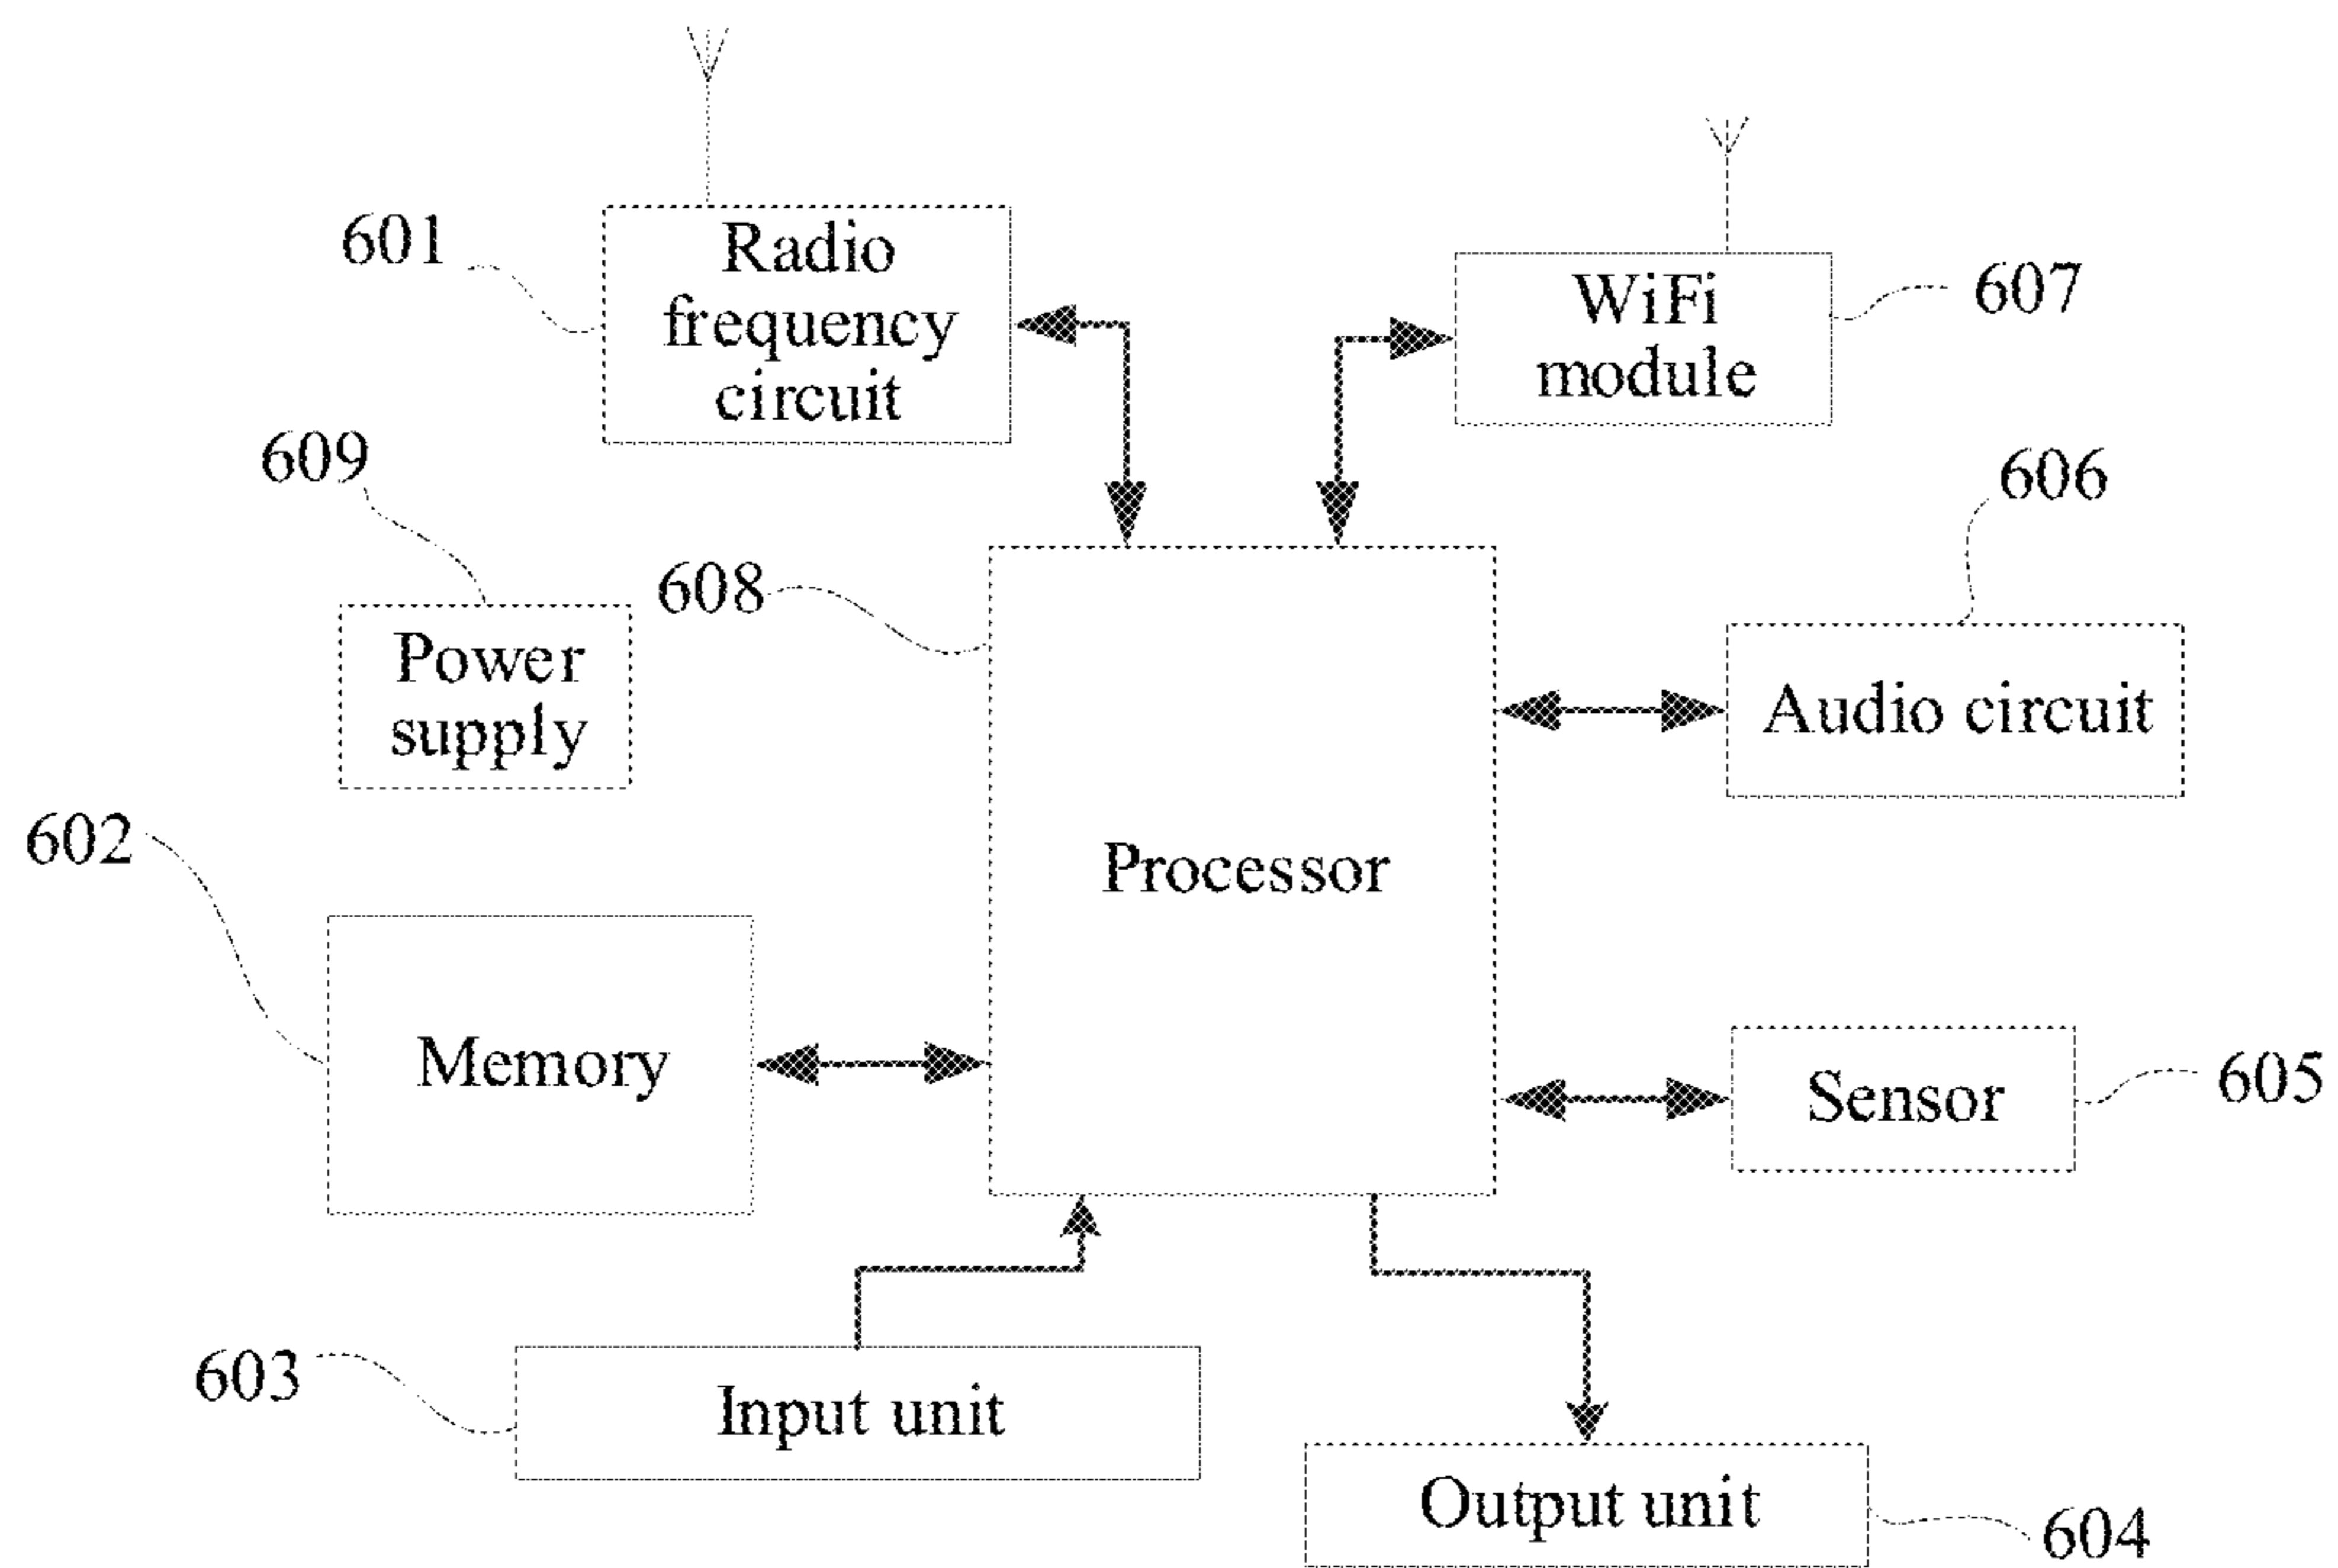 601
Radio
frequency
circuit
WiFi
module
607
609
Power
supply
608
Processor
606
Audio circuit
602
Memory
Sensor
605
603
Input unit
Output unit
604